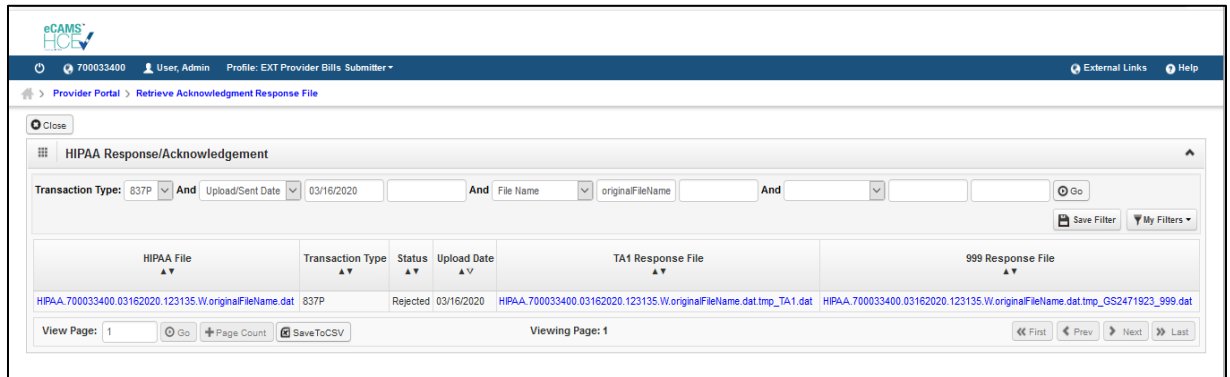 eCAMS
HCE
700033400 User, Admin Profile: EXT Provider Bills Submitter External Links Help
> Provider Portal > Retrieve Acknowledgment Response File
Close
HIPAA Response/Acknowledgement
Transaction Type: 837P And Upload/Sent Date 03/16/2020 And File Name originalFileName And Go
Save Filter My Filters
HIPAA File Transaction Type Status Upload Date TA1 Response File 999 Response File
HIPAA.700033400.03162020.123135.W.originalFileName.dat 837P Rejected 03/16/2020 HIPAA.700033400.03162020.123135.W.originalFileName.dat.tmp_TA1.dat HIPAA.700033400.03162020.123135.W.originalFileName.dat.tmp_GS2471923_999.dat
View Page: 1 Go Page Count SaveToCSV Viewing Page: 1 First Prev Next Last